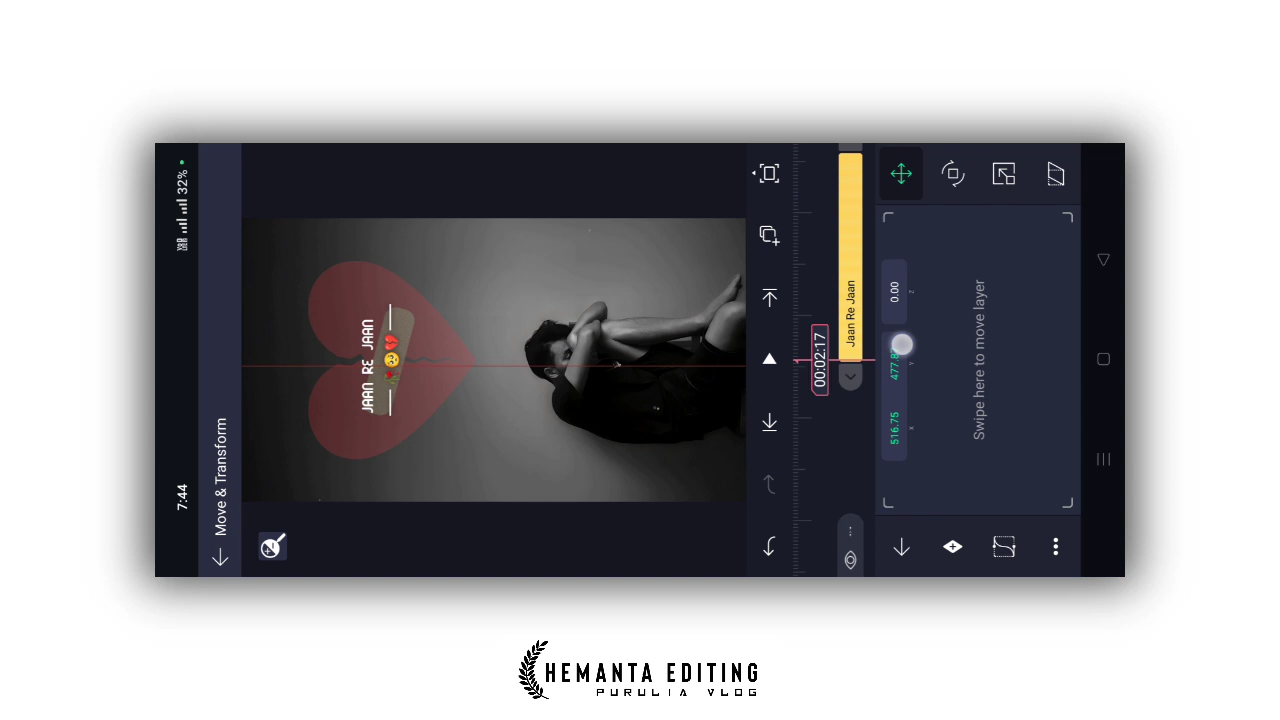 7:44
32%
Move & Transform
JAAN RE JAAN
00:02:17
Jaan Re Jaan
516.75
0.00
X
Y
Z
Swipe here to move layer
HEMANTA EDITING
PURULIA VLOG